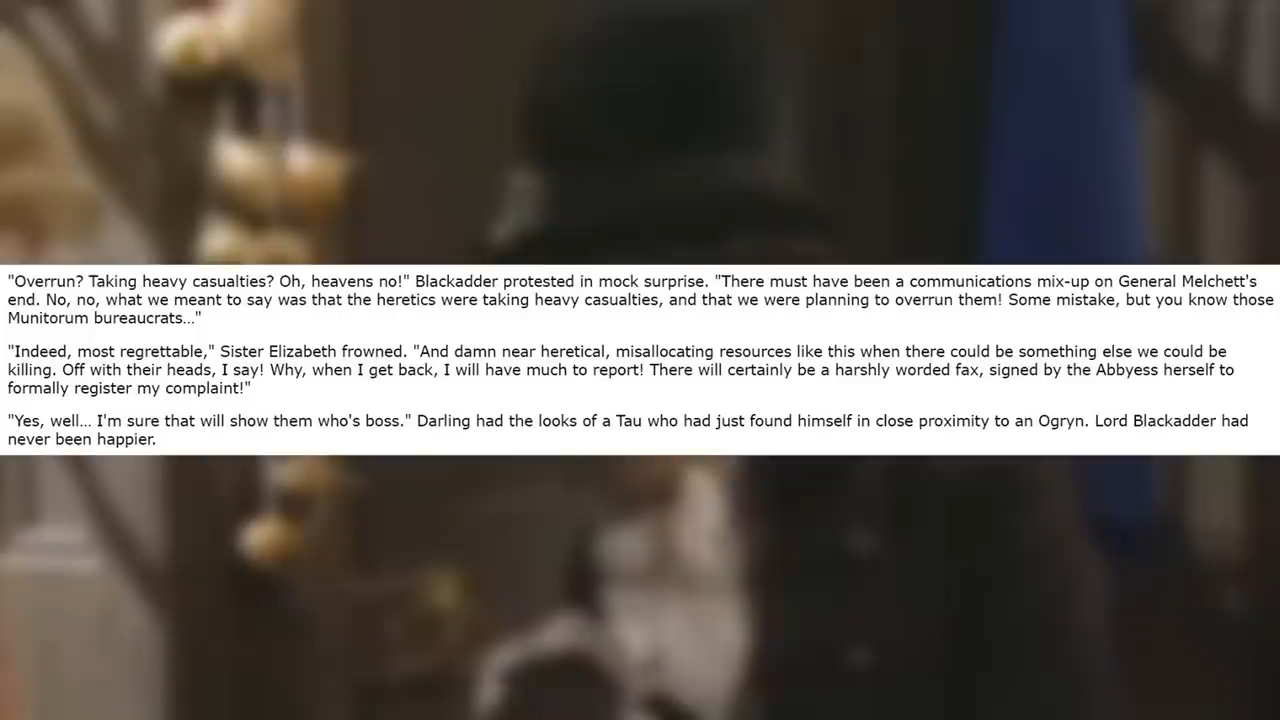 "Overrun? Taking heavy casualties? Oh, heavens no!" Blackadder protested in mock surprise. "There must have been a communications mix-up on General Melchett's
end. No, no, what we meant to say was that the heretics were taking heavy casualties, and that we were planning to overrun them! Some mistake, but you know those
Munitorum bureaucrats…"
"Indeed, most regrettable," Sister Elizabeth frowned. "And damn near heretical, misallocating resources like this when there could be something else we could be
killing. Off with their heads, I say! Why, when I get back, I will have much to report! There will certainly be a harshly worded fax, signed by the Abbyess herself to
formally register my complaint!"
"Yes, well… I'm sure that will show them who's boss." Darling had the looks of a Tau who had just found himself in close proximity to an Ogryn. Lord Blackadder had
never been happier.